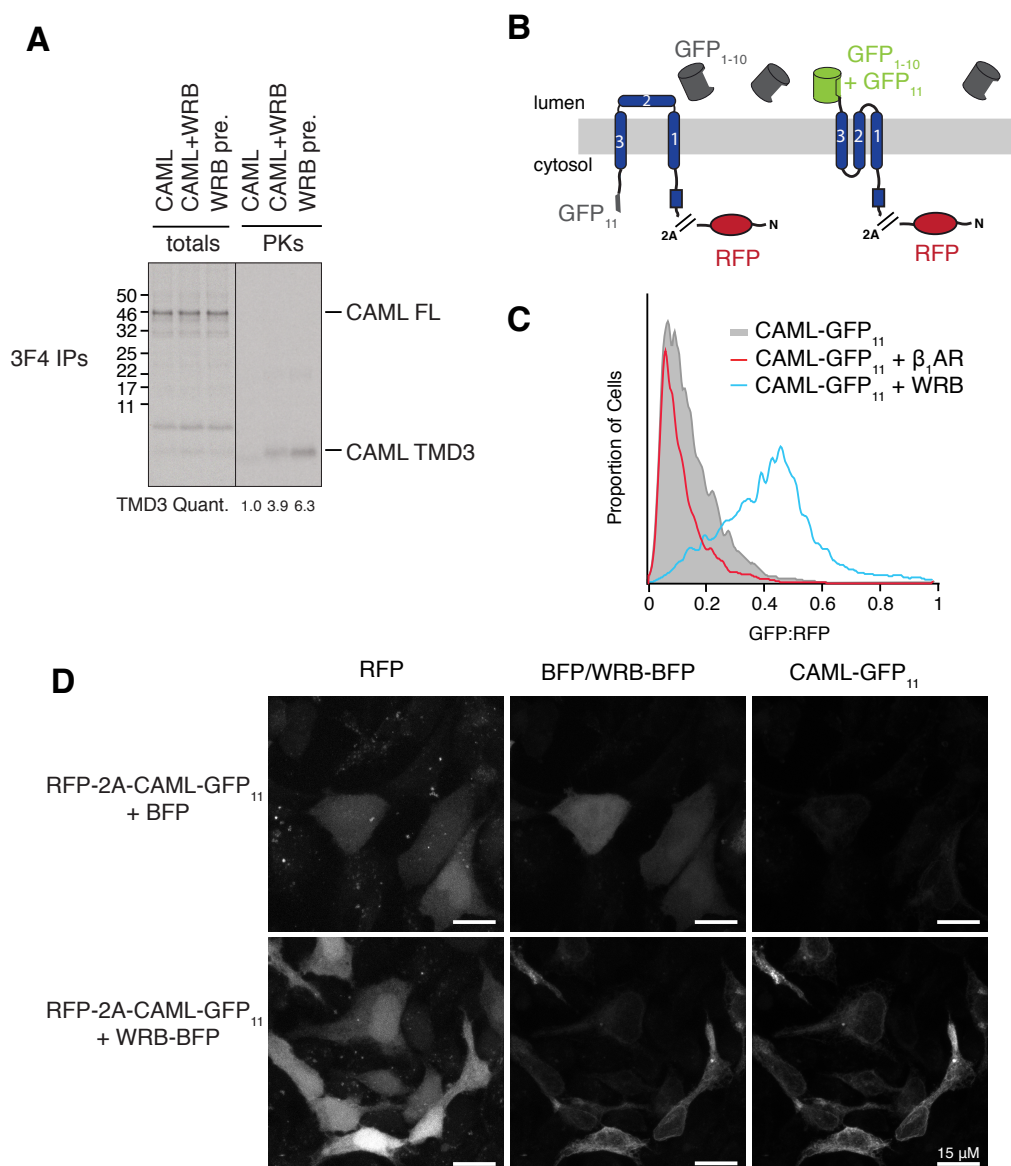 A
CAML
CAML+WRB
WRB pre.
CAML
CAML+WRB
WRB pre.
totals
PKs
50
46
32
25
22
17
11
3F4 IPs
CAML FL
CAML TMD3
TMD3 Quant. 1.0 3.9 6.3
B
GFP1-10
GFP1-10
+ GFP11
lumen
cytosol
2
3
1
3
2
1
GFP11
2A
N
RFP
2A
N
RFP
C
CAML-GFP11
CAML-GFP11 + β1AR
CAML-GFP11 + WRB
Proportion of Cells
0 0.2 0.4 0.6 0.8 1
GFP:RFP
D
RFP
BFP/WRB-BFP
CAML-GFP11
RFP-2A-CAML-GFP11
+ BFP
RFP-2A-CAML-GFP11
+ WRB-BFP
15 μM